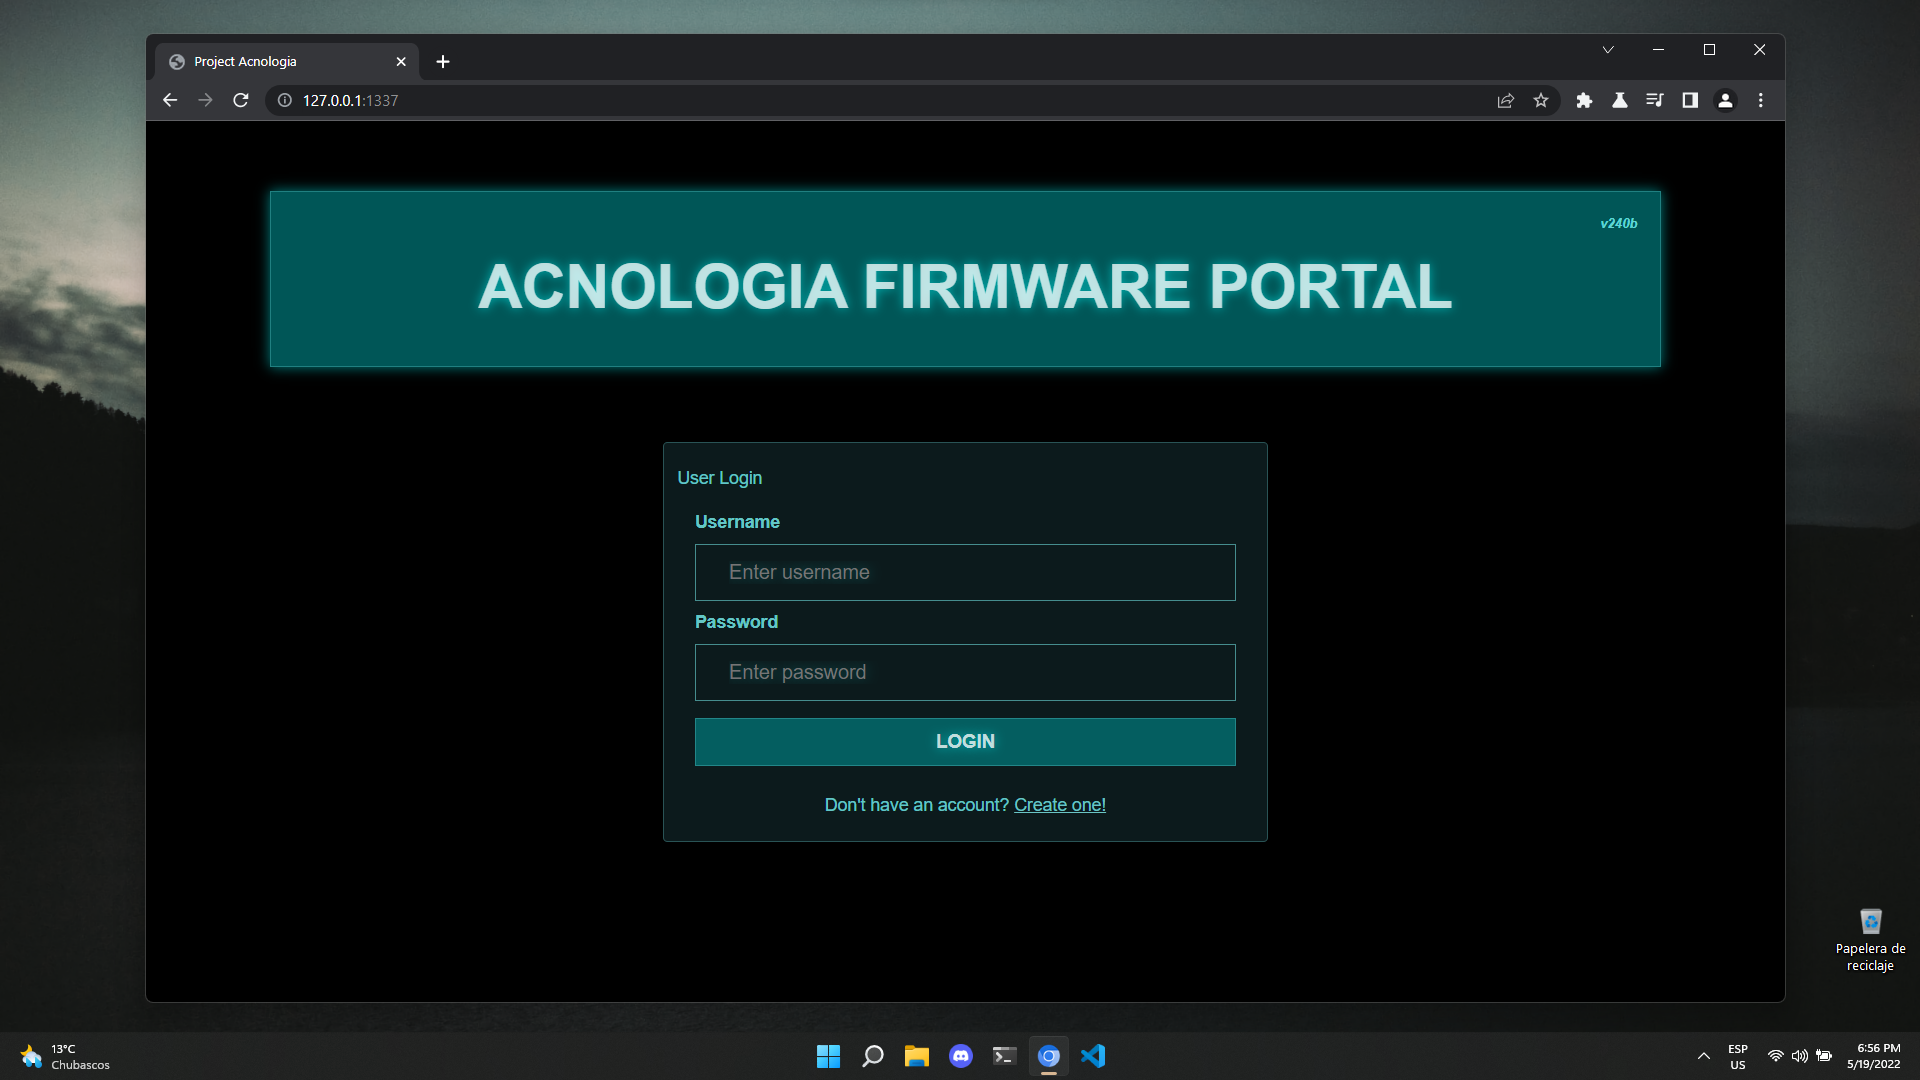 Project Acnologia
127.0.0.1:1337
v240b
ACNOLOGIA FIRMWARE PORTAL
User Login
Username
Enter username
Password
Enter password
LOGIN
Don't have an account? Create one!
Papelera de
reciclaje
13°C
Chubascos
ESP
US
6:56 PM
5/19/2022